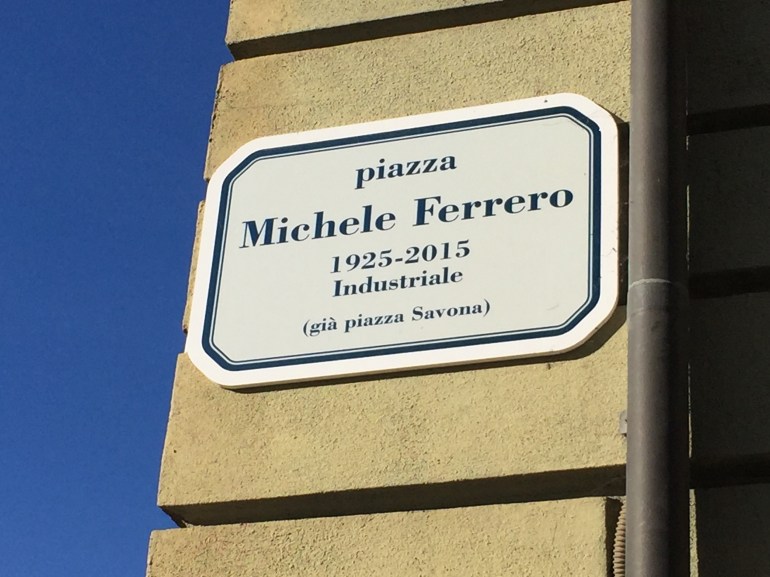 piazza
Michele Ferrero
1925-2015
Industriale
(già piazza Savona)